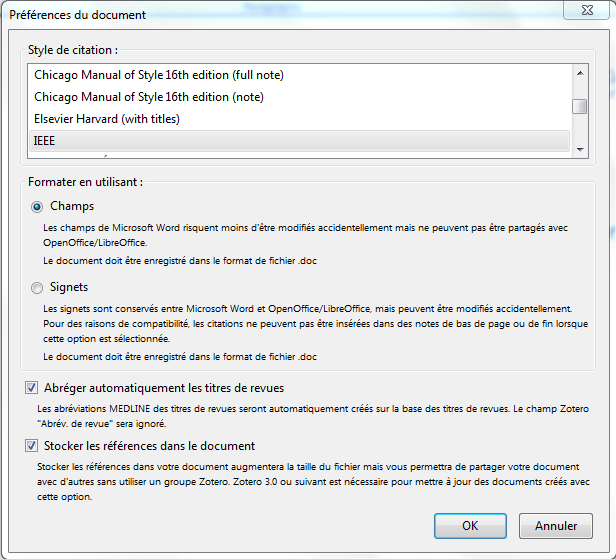 Préférences du document
Style de citation :
Chicago Manual of Style 16th edition (full note)
Chicago Manual of Style 16th edition (note)
Elsevier Harvard (with titles)
IEEE
Formater en utilisant :
Champs
Les champs de Microsoft Word risquent moins d'être modifiés accidentellement mais ne peuvent pas être partagés avec
OpenOffice/LibreOffice.
Le document doit être enregistré dans le format de fichier .doc
Signets
Les signets sont conservés entre Microsoft Word et OpenOffice/LibreOffice, mais peuvent être modifiés accidentellement.
Pour des raisons de compatibilité, les citations ne peuvent pas être insérées dans des notes de bas de page ou de fin lorsque
cette option est sélectionnée.
Le document doit être enregistré dans le format de fichier .doc
Abréger automatiquement les titres de revues
Les abréviations MEDLINE des titres de revues seront automatiquement créés sur la base des titres de revues. Le champ Zotero
"Abrév. de revue" sera ignoré.
Stocker les références dans le document
Stocker les références dans votre document augmentera la taille du fichier mais vous permettra de partager votre document
avec d'autres sans utiliser un groupe Zotero. Zotero 3.0 ou suivant est nécessaire pour mettre à jour des documents créés avec
cette option.
OK
Annuler